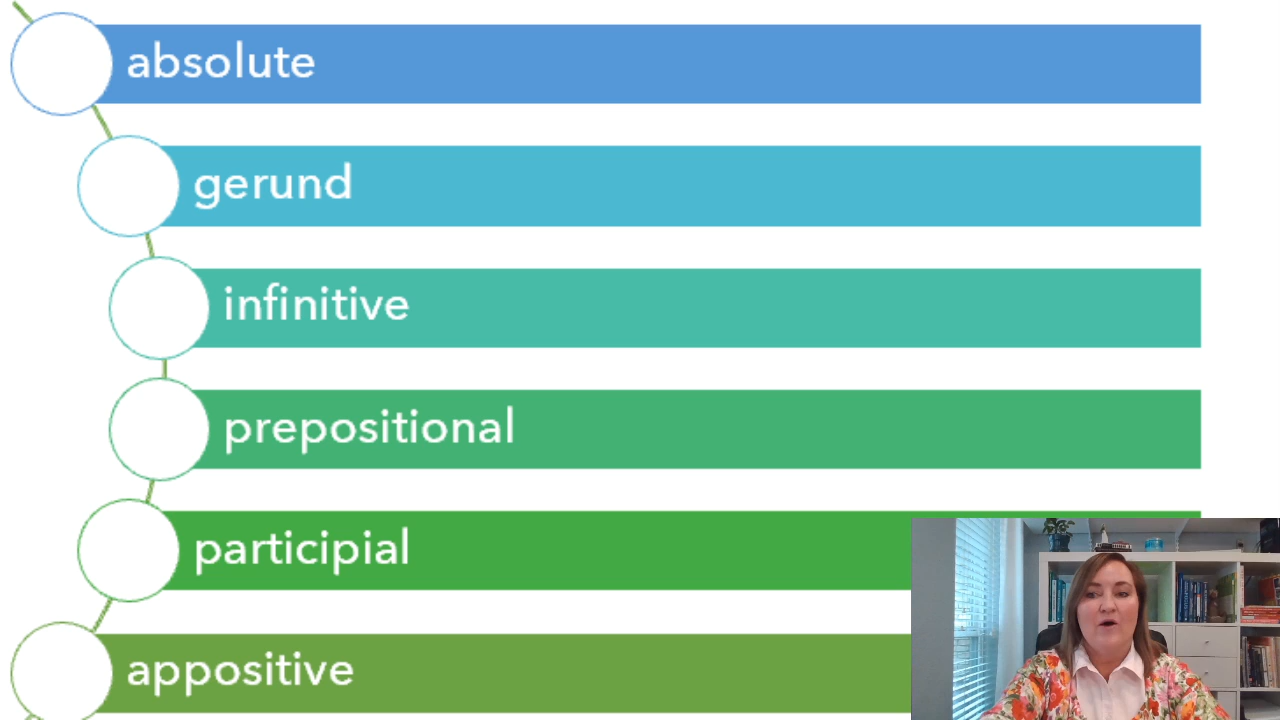 absolute
gerund
infinitive
prepositional
participial
appositive